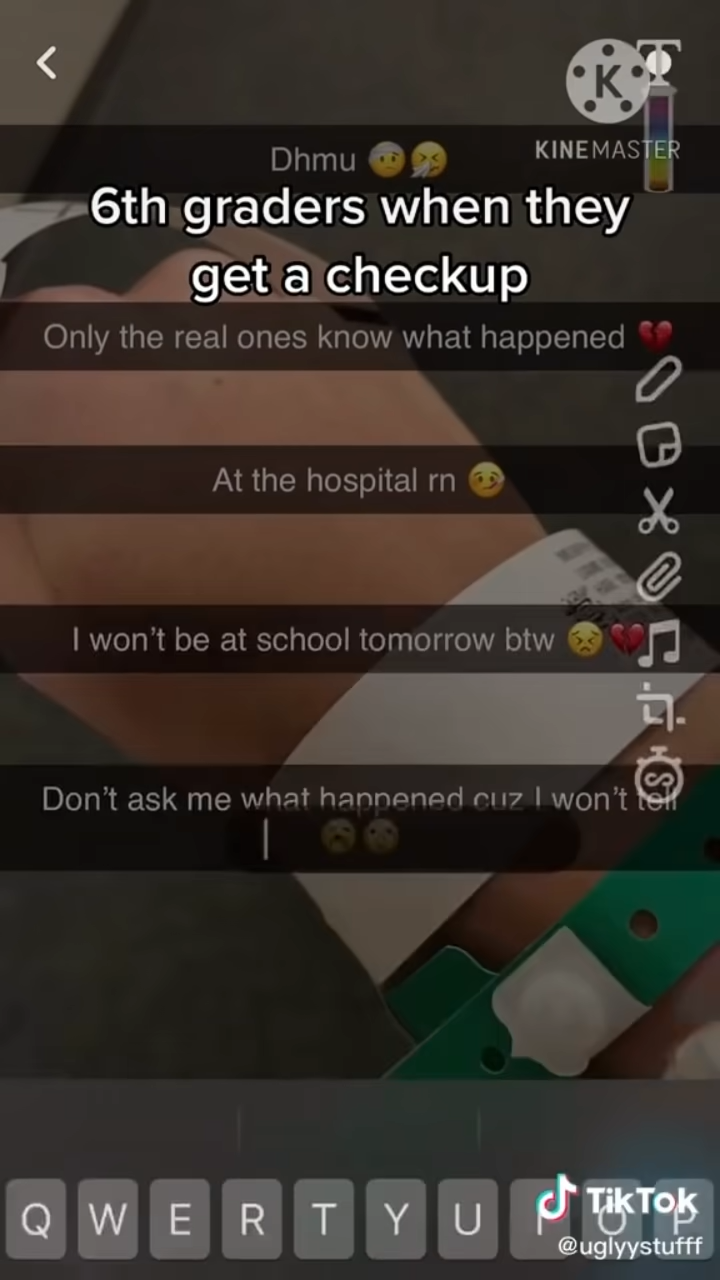 K
T
KINEMASTER
Dhmu 🤕🤧
6th graders when they
get a checkup
Only the real ones know what happened 💔
At the hospital rn 🤒
I won't be at school tomorrow btw 😣💔
Don't ask me what happened cuz I won't tell
Q W E R T Y U I O P
TikTok
@uglyystufff